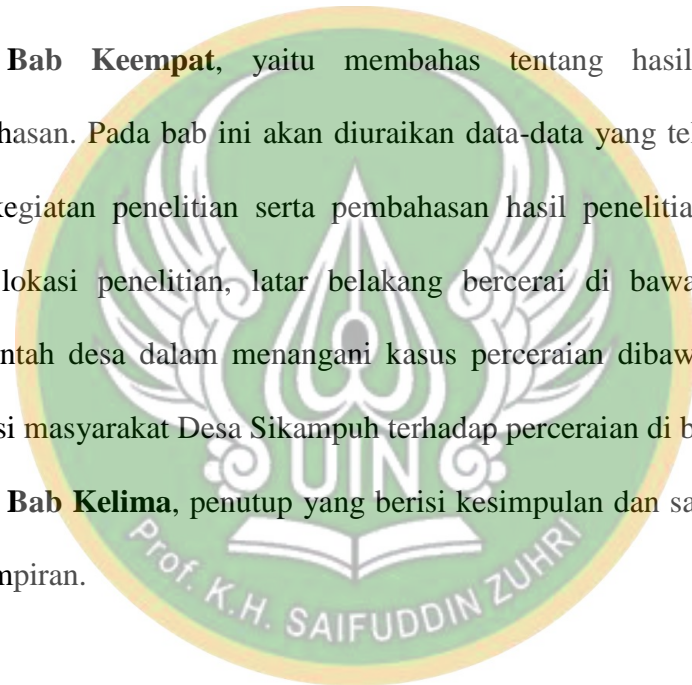 Bab Keempat, yaitu membahas tentang hasil
hasan. Pada bab ini akan diuraikan data-data yang te
kegiatan penelitian serta pembahasan hasil penelitia
lokasi penelitian, latar belakang bercerai di bawa
ntah desa dalam menangani kasus perceraian dibaw
si masyarakat Desa Sikampuh terhadap perceraian di b
Bab Kelima, penutup yang berisi kesimpulan dan sa
mpiran.
UIN
Prof. K.H. SAIFUDDIN ZUHRI